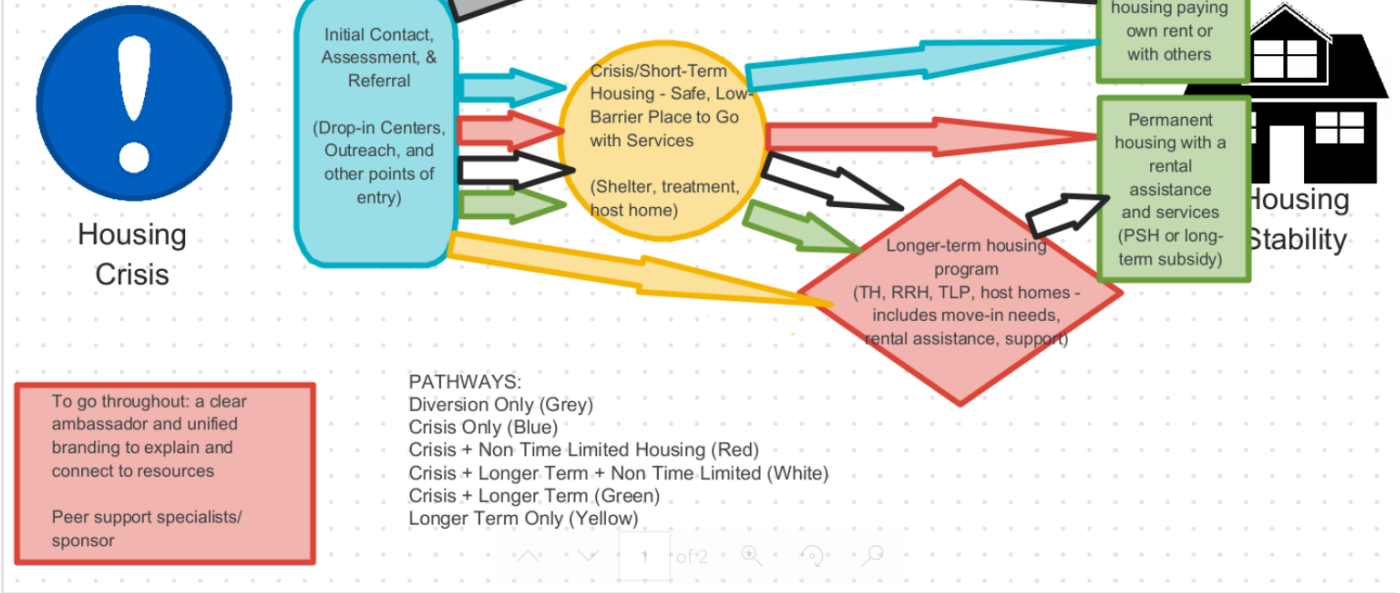 Initial Contact,
Assessment, &
Referral
(Drop-in Centers,
Outreach, and
other points of
entry)
Housing
Crisis
Crisis/Short-Term
Housing - Safe, Low-
Barrier Place to Go
with Services
(Shelter, treatment,
host home)
housing paying
own rent or
with others
Permanent
housing with a
rental
assistance
and services
(PSH or long-
term subsidy)
Housing
Stability
Longer-term housing
program
(TH, RRH, TLP, host homes -
includes move-in needs,
rental assistance, support)
To go throughout: a clear
ambassador and unified
branding to explain and
connect to resources
Peer support specialists/
sponsor
PATHWAYS:
Diversion Only (Grey)
Crisis Only (Blue)
Crisis + Non Time Limited Housing (Red)
Crisis + Longer Term + Non Time Limited (White)
Crisis + Longer Term (Green)
Longer Term Only (Yellow)
1 of 2